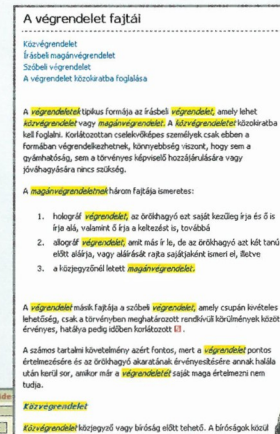 A végrendelet fajtái
Közvégrendelet
Írásbeli magánvégrendelet
Szóbeli végrendelet
A végrendelet közokiratba foglalása
A végrendeletek tipikus formája az írásbeli végrendelet, amely lehet
közvégrendelet vagy magánvégrendelet. A közvégrendeletet közokiratba
kell foglalni. Korlátozottan cselekvőképes személyek csak ebben a
formában végrendelkezhetnek, könnyebbség viszont, hogy sem a
gyámhatóság, sem a törvényes képviselő hozzájárulására vagy
jóváhagyására nincs szükség.
A magánvégrendeletnek három fajtája ismeretes:
1. holográf végrendelet, az örökhagyó ezt saját kezűleg írja és ő is
írja alá, valamint ő írja a keltezést is, továbbá
2. allográf végrendelet, amit más ír le, de az örökhagyó azt két tanú
előtt aláírja, vagy aláírását rajta sajátjaként ismeri el, illetve
3. a közjegyzőnél letett magánvégrendelet.
A végrendelet másik fajtája a szóbeli végrendelet, amely csupán kivételes
lehetőség, csak a törvényben meghatározott rendkívüli körülmények között
érvényes, hatálya pedig időben korlátozott
A számos tartalmi követelmény azért fontos, mert a végrendelet pontos
értelmezésére és az örökhagyó akaratának érvényesítésére annak halála
után kerül sor, amikor már a végrendeletét saját maga értelmezni nem
tudja.
Közvégrendelet
Közvégrendelet közjegyző vagy bíróság előtt tehető. A bíróságok közül